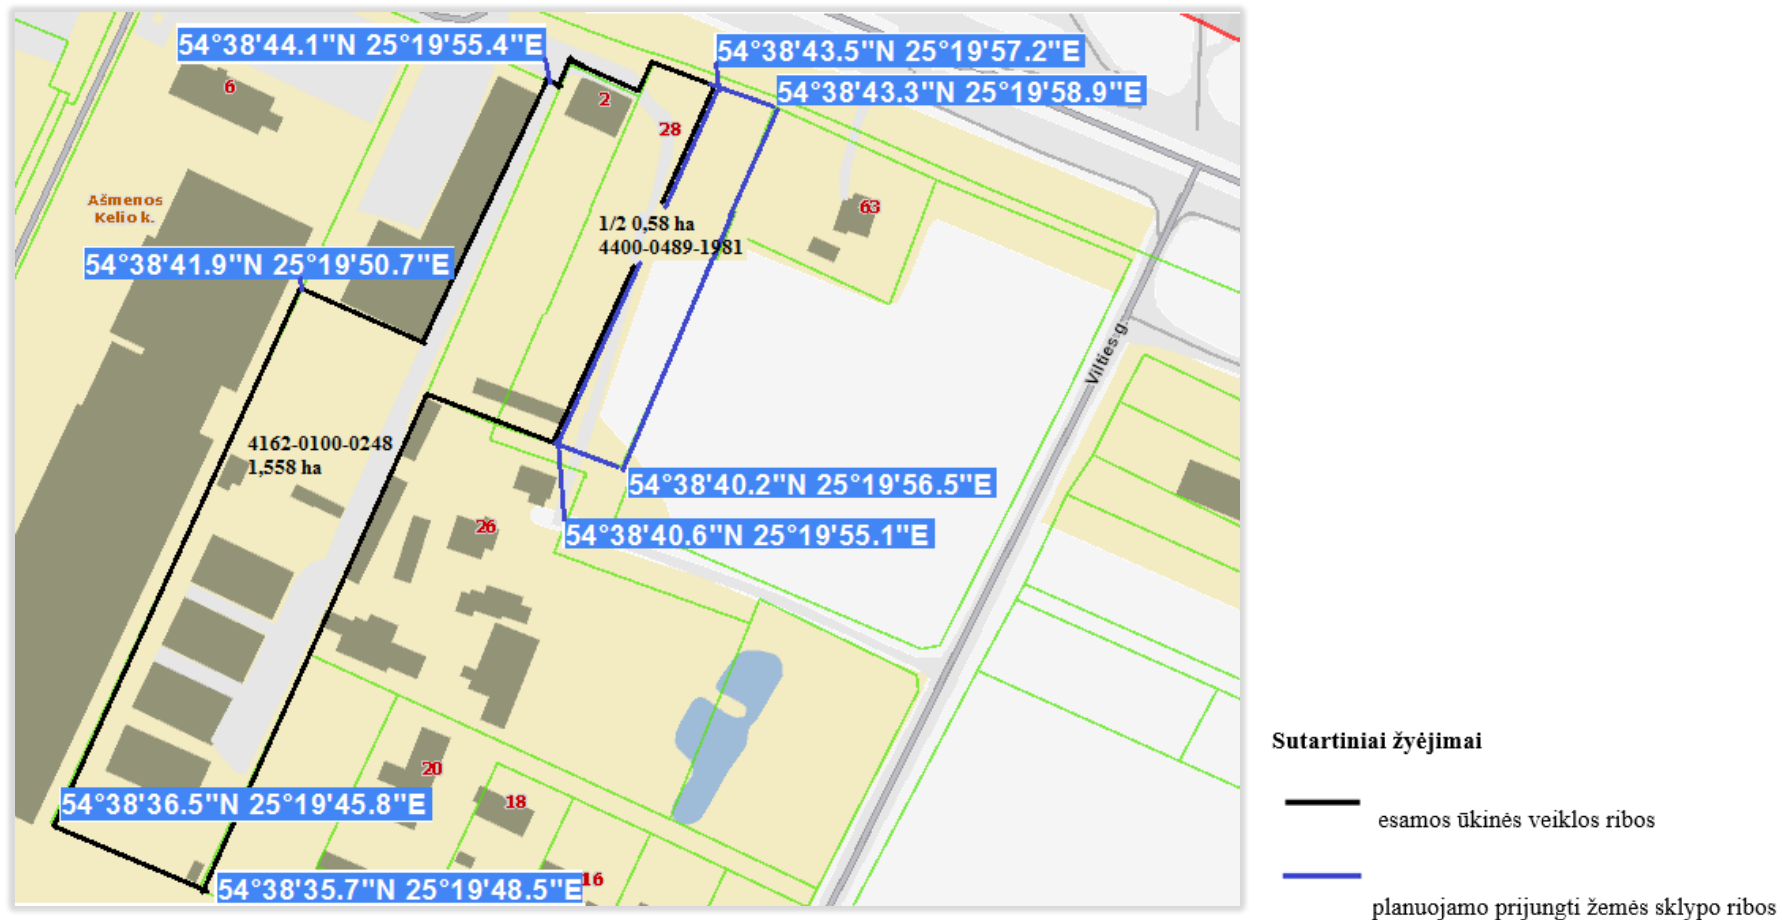 54°38'44.1"N 25°19'55.4"E
54°38'43.5"N 25°19'57.2"E
54°38'43.3"N 25°19'58.9"E
6
2
28
Ašmenos
Kelio k.
63
1/2 0,58 ha
4400-0489-1981
54°38'41.9"N 25°19'50.7"E
Vilties g.
4162-0100-0248
1,558 ha
54°38'40.2"N 25°19'56.5"E
26
54°38'40.6"N 25°19'55.1"E
20
18
54°38'36.5"N 25°19'45.8"E
54°38'35.7"N 25°19'48.5"E
16
Sutartiniai žyėjimai
esamos ūkinės veiklos ribos
planuojamo prijungti žemės sklypo ribos